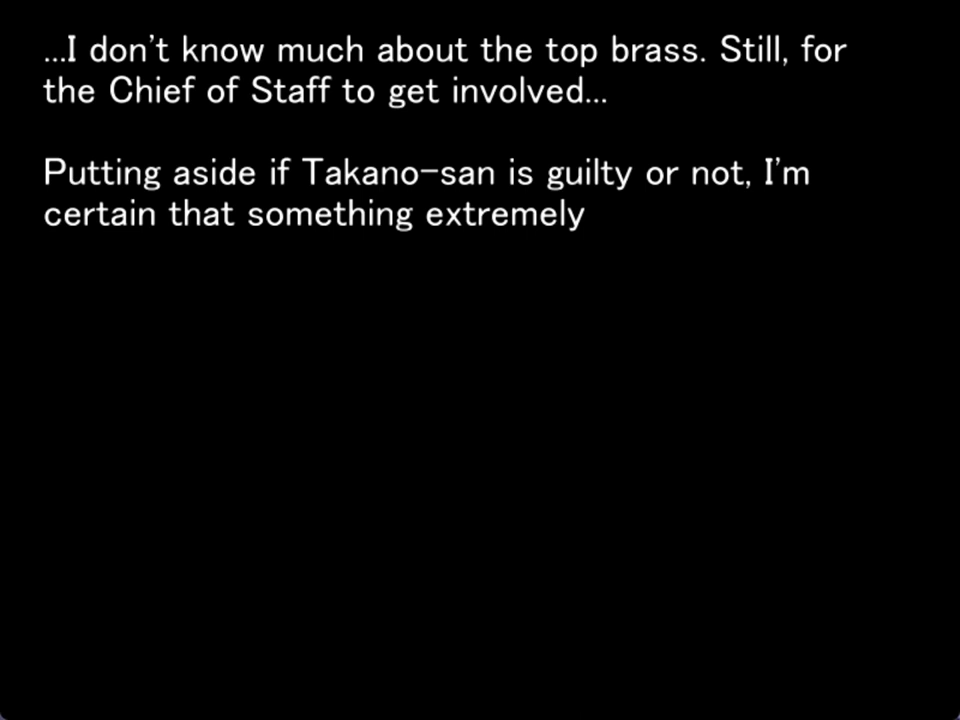 ...I don't know much about the top brass. Still, for
the Chief of Staff to get involved...
Putting aside if Takano-san is guilty or not, I'm
certain that something extremely